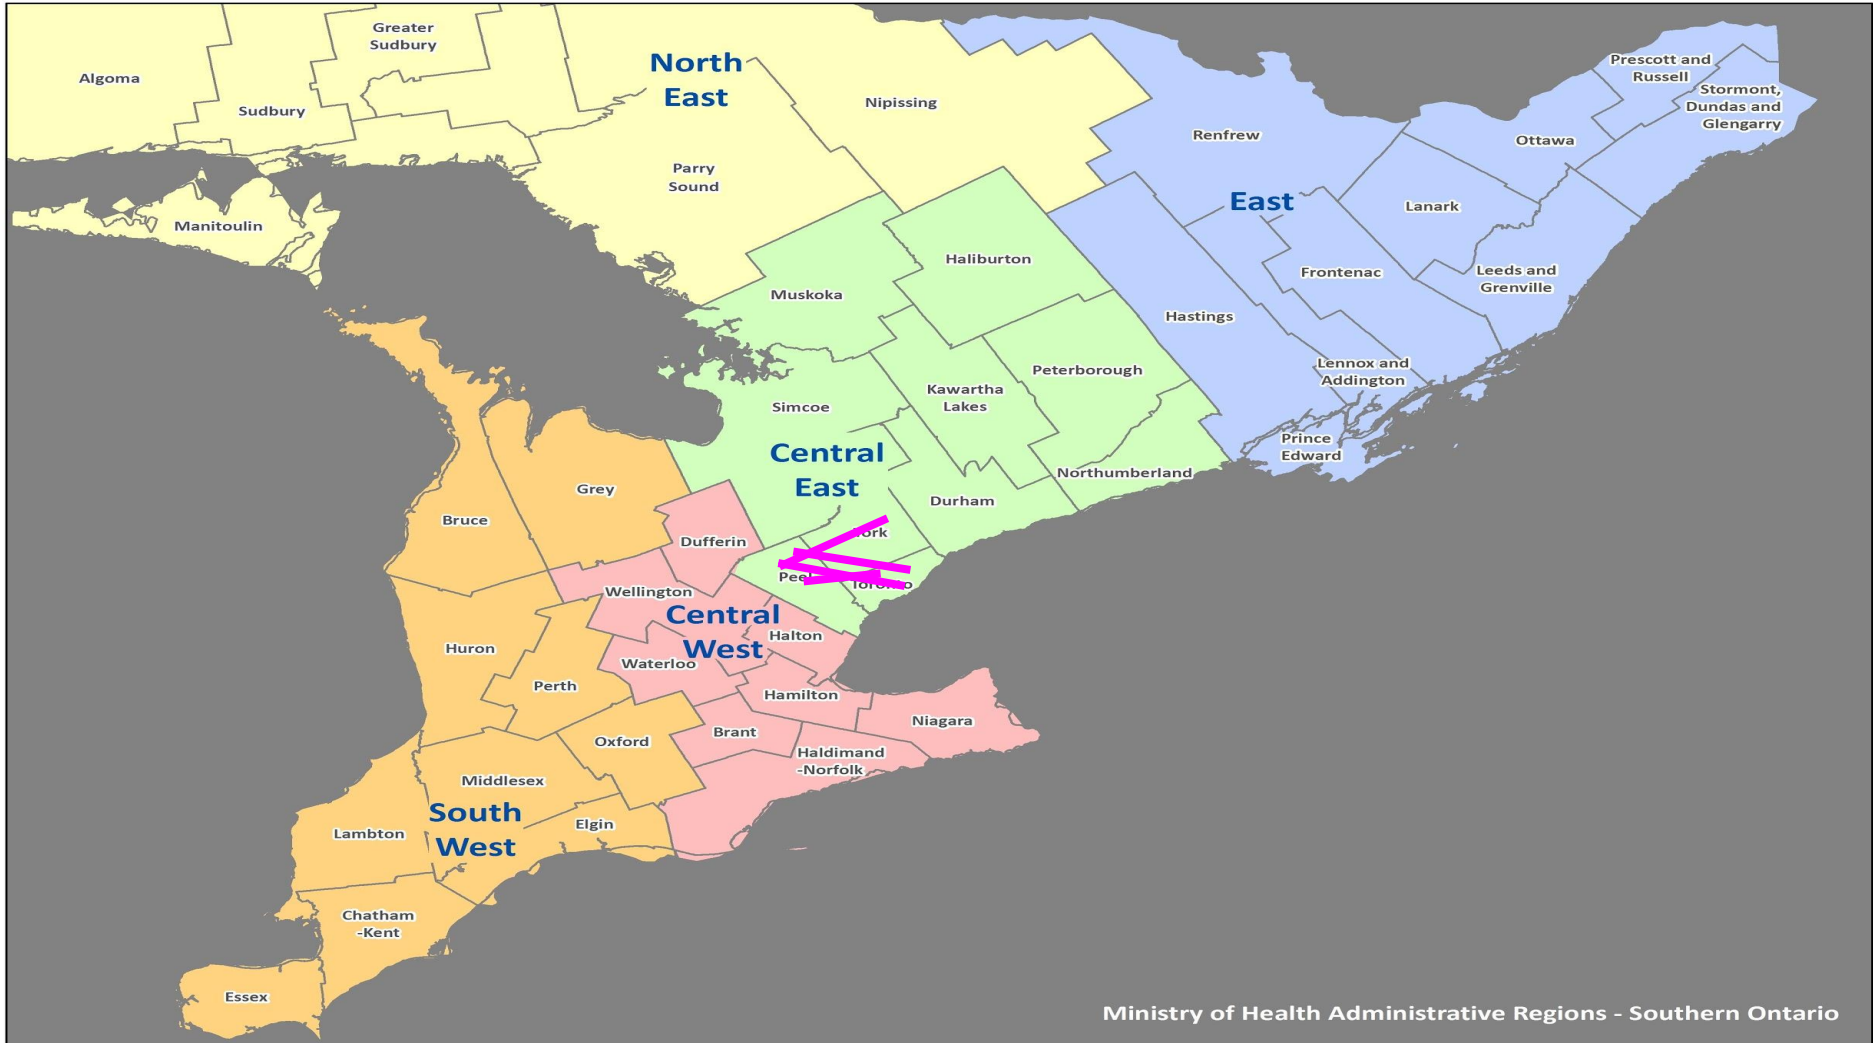 Greater
Sudbury
Algoma
Sudbury
North
East
Nipissing
Parry
Sound
Manitoulin
Prescott and
Russell
Stormont,
Dundas and
Glengarry
Ottawa
Renfrew
East
Lanark
Frontenac
Leeds and
Grenville
Haliburton
Muskoka
Hastings
Lennox and
Addington
Peterborough
Kawartha
Lakes
Simcoe
Prince
Edward
Central
East
Northumberland
Durham
Grey
Bruce
Dufferin
Wellington
Central
West
Halton
Huron
Waterloo
Perth
Hamilton
Niagara
Brant
Oxford
Haldimand
-Norfolk
Middlesex
South
West
Elgin
Lambton
Chatham
-Kent
Essex
Ministry of Health Administrative Regions - Southern Ontario